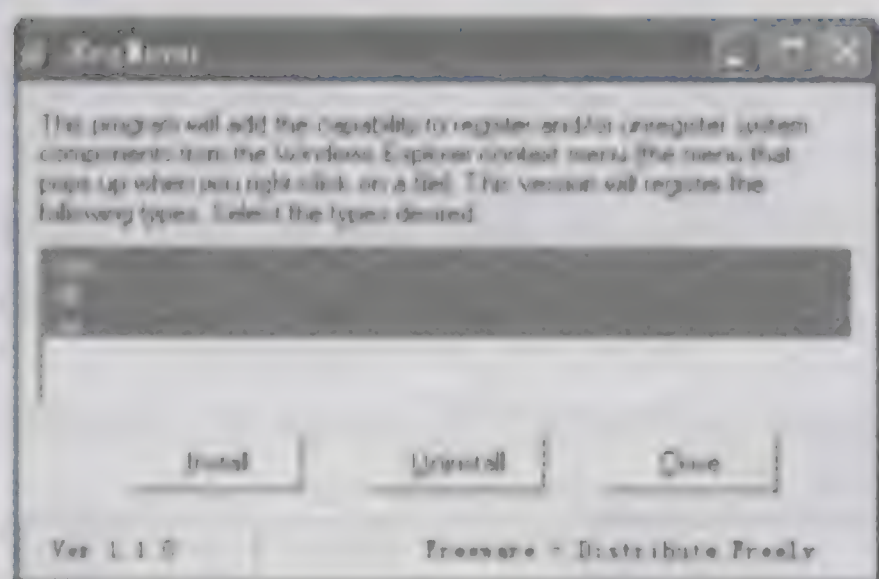 RegMenu
This program will add the capability to register and/or unregister system
components from the Windows Explorer context menu (the menu that
pops up when you right click on a file). This version will register the
following types. Select the types desired.
Install
Uninstall
Close
Ver 1.1.0
Freeware - Distribute Freely